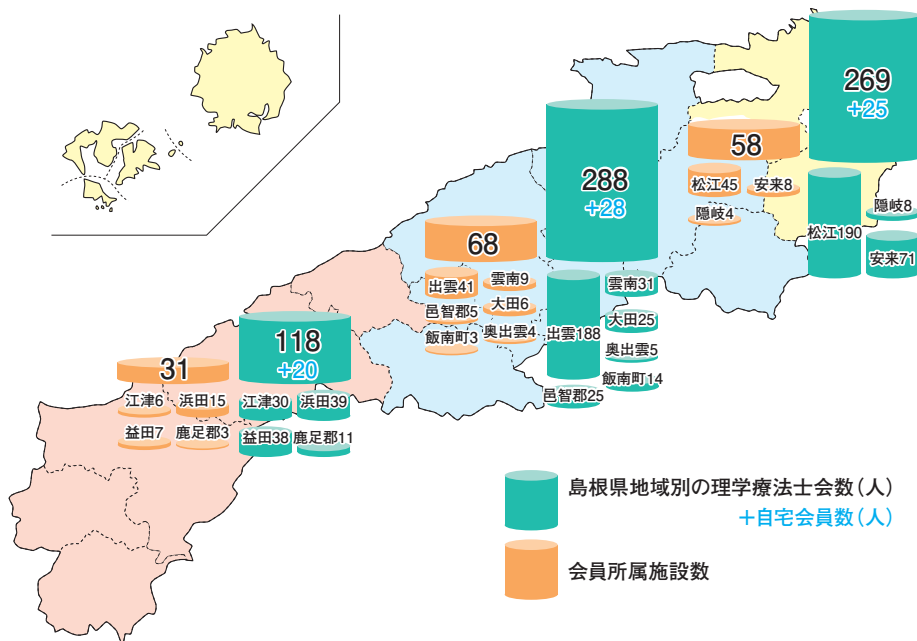 269
+25
58
松江45
安来8
隠岐4
松江190
隠岐8
安来71
288
+28
68
出雲41
雲南9
邑智郡5
大田6
飯南町3
奥出雲4
出雲188
雲南31
大田25
奥出雲5
飯南町14
邑智郡25
118
+20
31
江津6
浜田15
益田7
鹿足郡3
江津30
浜田39
益田38
鹿足郡11
島根県地域別の理学療法士会数（人）
＋自宅会員数（人）
会員所属施設数